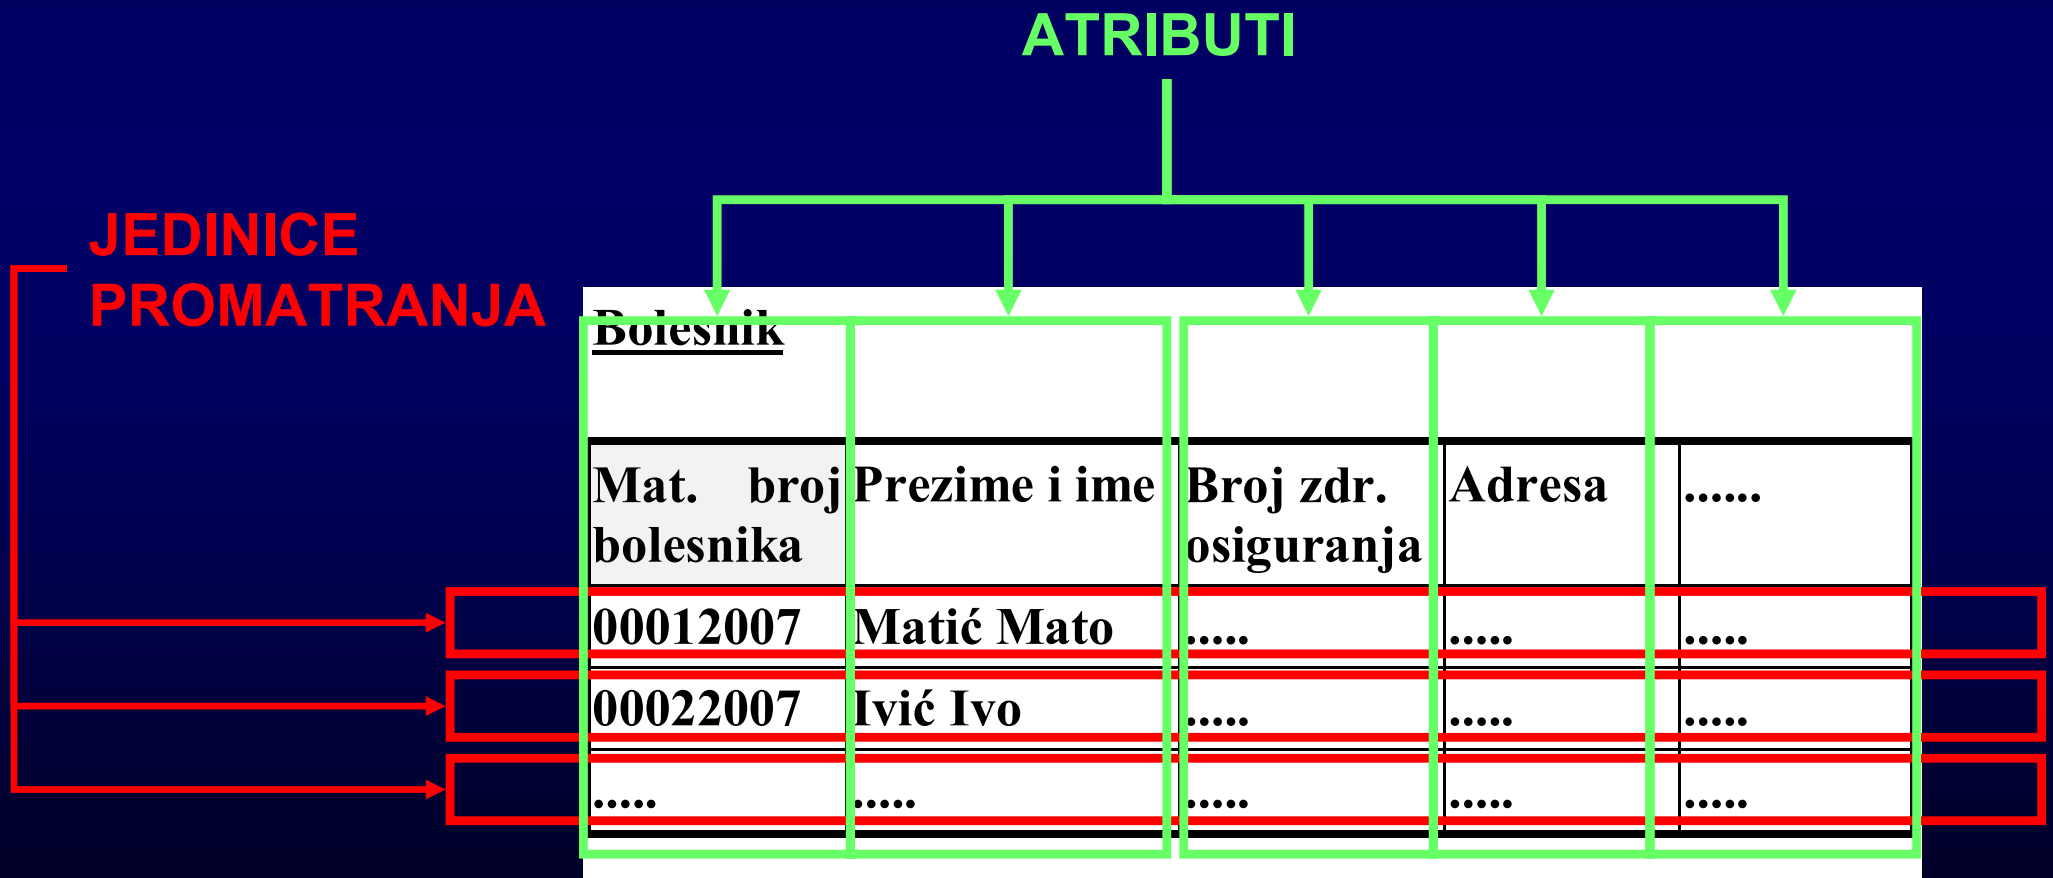 ATRIBUTI
JEDINICE
PROMATRANJA
Bolesnik
Mat. broj bolesnika Prezime i ime Broj zdr. osiguranja Adresa ......
00012007 Matić Mato ..... ..... .....
00022007 Ivić Ivo ..... ..... .....
..... ..... ..... ..... .....